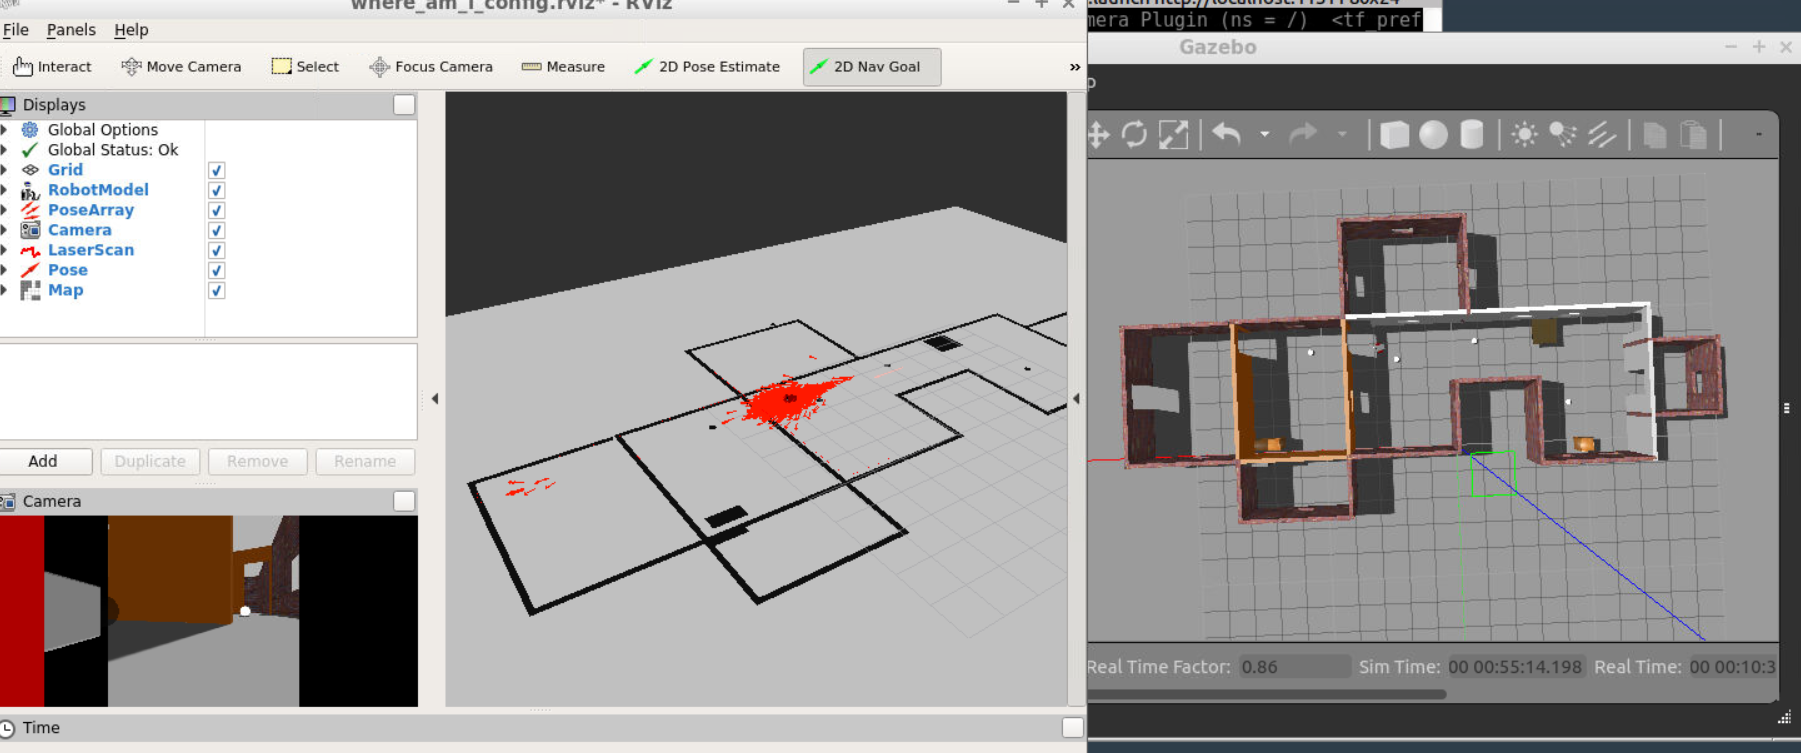 where_am_i_config.rviz* - RViz
File Panels Help
Interact Move Camera Select Focus Camera Measure 2D Pose Estimate 2D Nav Goal »
Displays
Global Options
Global Status: Ok
Grid
RobotModel
PoseArray
Camera
LaserScan
Pose
Map
Add Duplicate Remove Rename
Camera
Time
mera Plugin (ns = /) <tf_pref
Gazebo
p
Real Time Factor: 0.86 Sim Time: 00 00:55:14.198 Real Time: 00 00:10:3